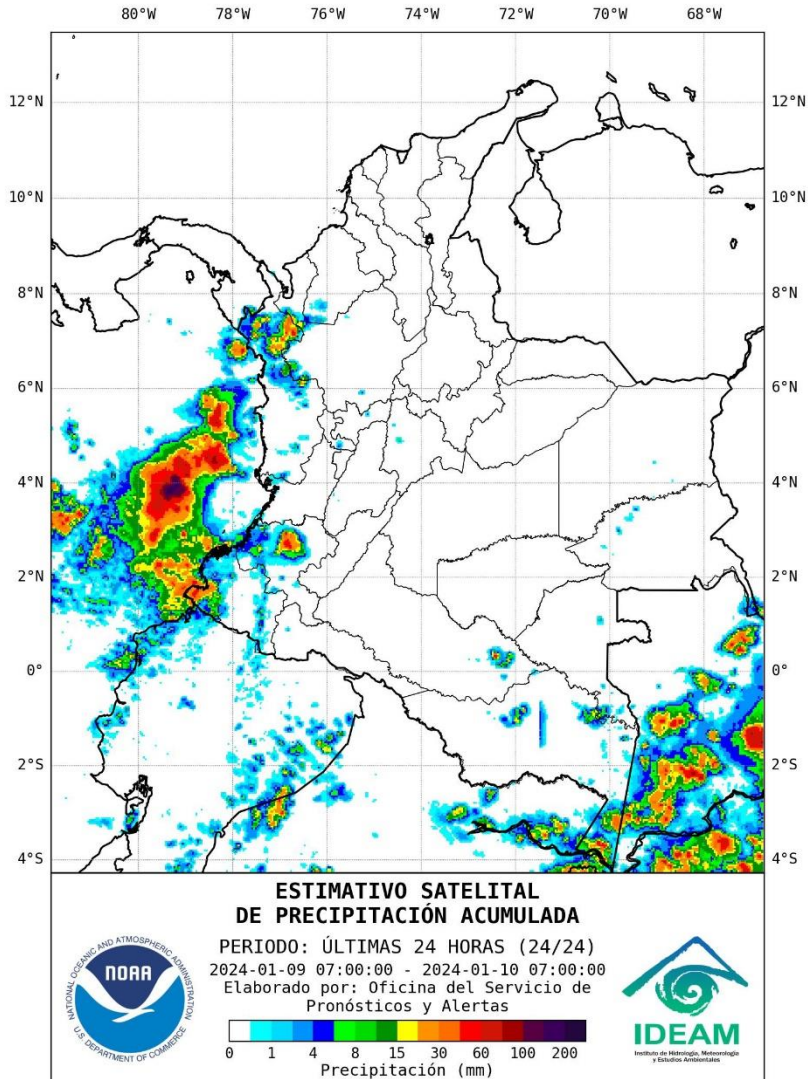 80°W 78°W 76°W 74°W 72°W 70°W 68°W
12°N 12°N
10°N 10°N
8°N 8°N
6°N 6°N
4°N 4°N
2°N 2°N
0° 0°
2°S 2°S
4°S 4°S
ESTIMATIVO SATELITAL
DE PRECIPITACIÓN ACUMULADA
PERIODO: ÚLTIMAS 24 HORAS (24/24)
2024-01-09 07:00:00 - 2024-01-10 07:00:00
Elaborado por: Oficina del Servicio de
Pronósticos y Alertas
0 1 4 8 15 30 60 100 200
Precipitación (mm)
NATIONAL OCEANIC AND ATMOSPHERIC ADMINISTRATION
NOAA
U.S. DEPARTMENT OF COMMERCE
IDEAM
Instituto de Hidrología, Meteorología
y Estudios Ambientales